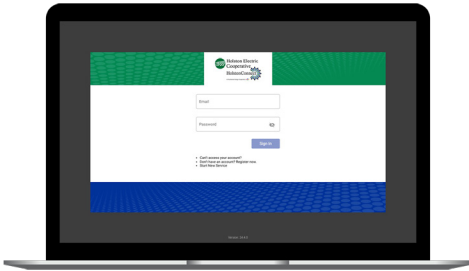 Holston Electric
Cooperative
HolstonConnect
Email
Password
Sign in
Can't access your account?
Don't have an account? Register now.
Start New Service